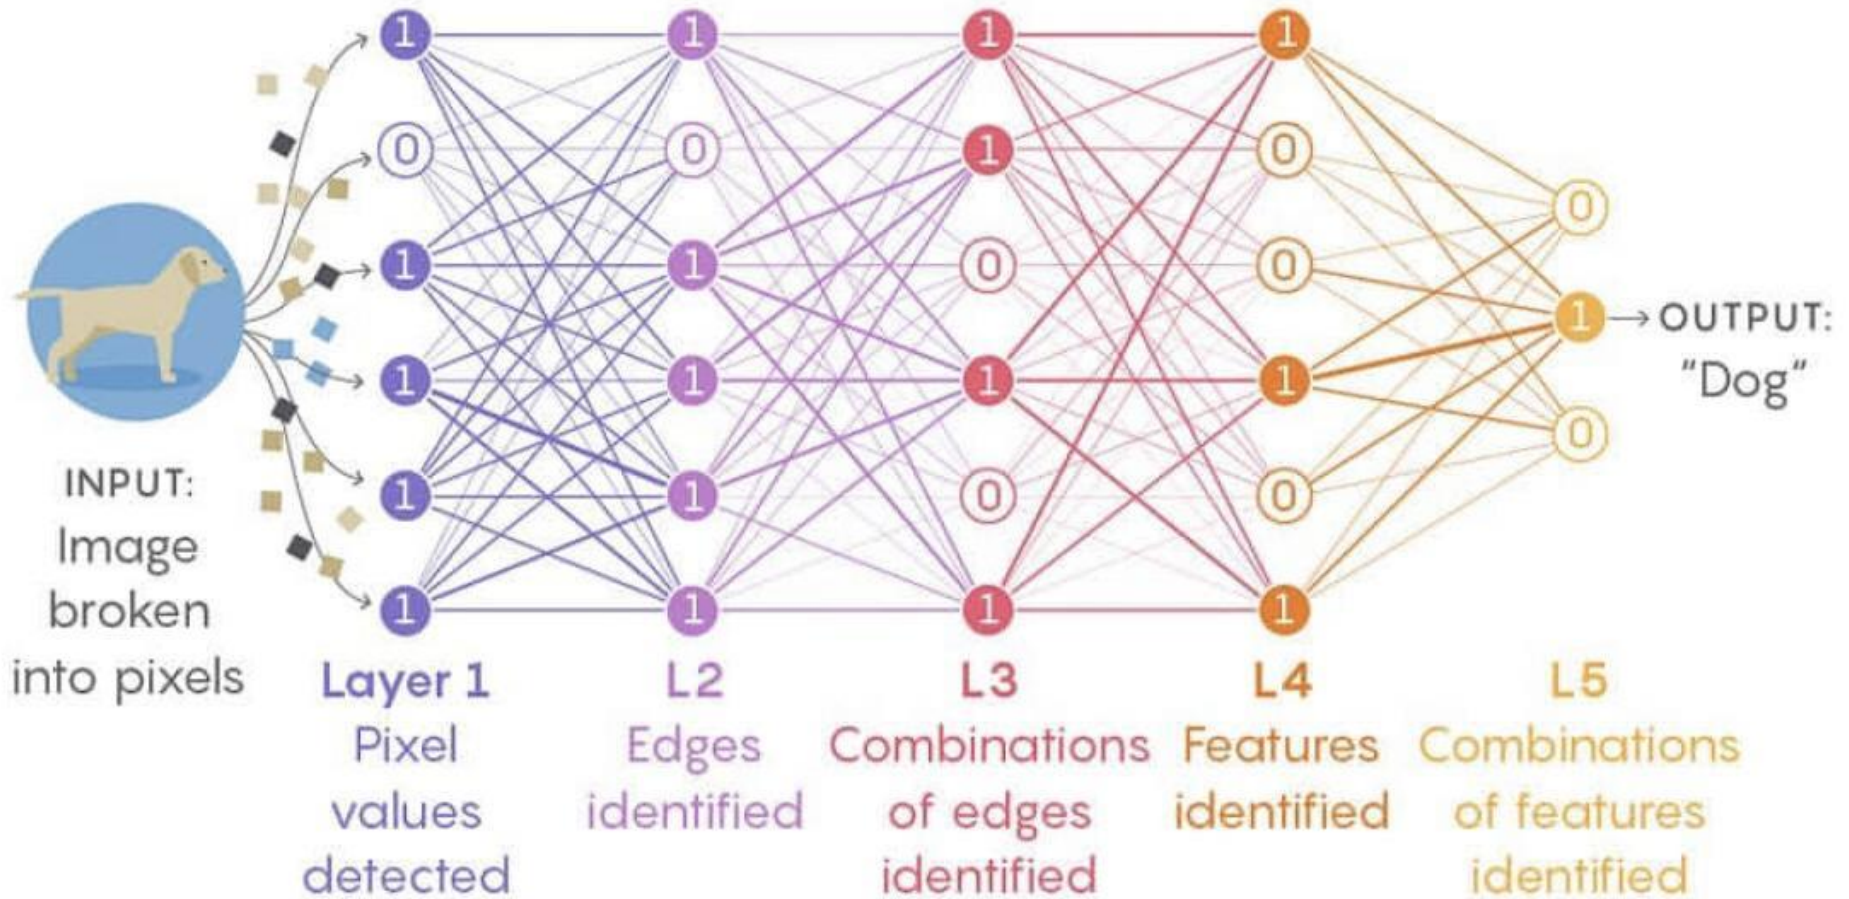 1 1 1 1
0 0 1 0
0
1 1 0 0
1
OUTPUT:
"Dog"
1 1 1 1
0
INPUT:
Image
broken
into pixels
1 1 0 0
1 1 1 1
Layer 1
Pixel
values
detected
L2
Edges
identified
L3
Combinations
of edges
identified
L4
Features
identified
L5
Combinations
of features
identified